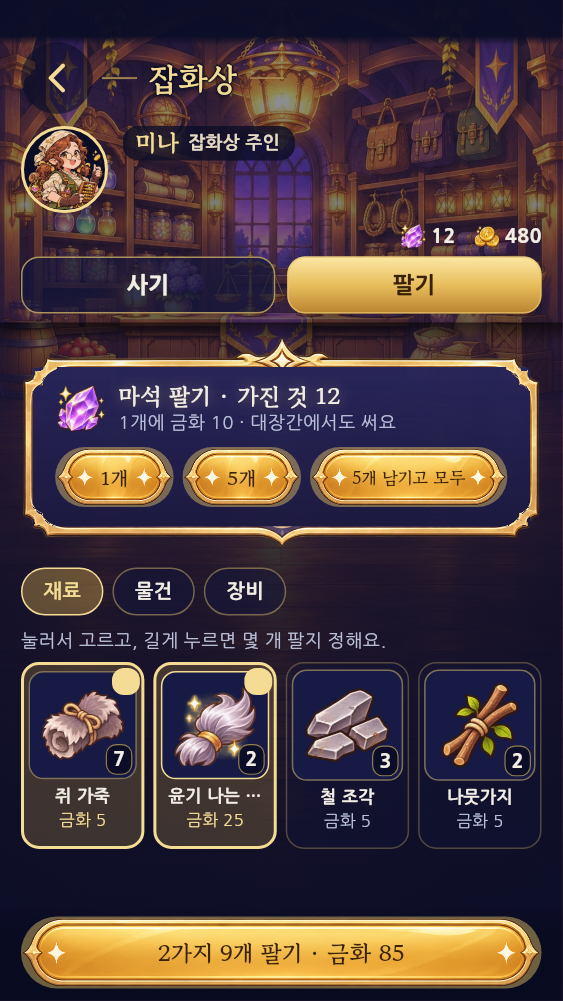 잡화상
미나 잡화상 주인
12 480
사기 팔기
마석 팔기 · 가진 것 12
1개에 금화 10 · 대장간에서도 써요
1개 5개 5개 남기고 모두
재료 물건 장비
눌러서 고르고, 길게 누르면 몇 개 팔지 정해요.
7 2 3 2
쥐 가죽 윤기 나는 … 철 조각 나뭇가지
금화 5 금화 25 금화 5 금화 5
2가지 9개 팔기 · 금화 85